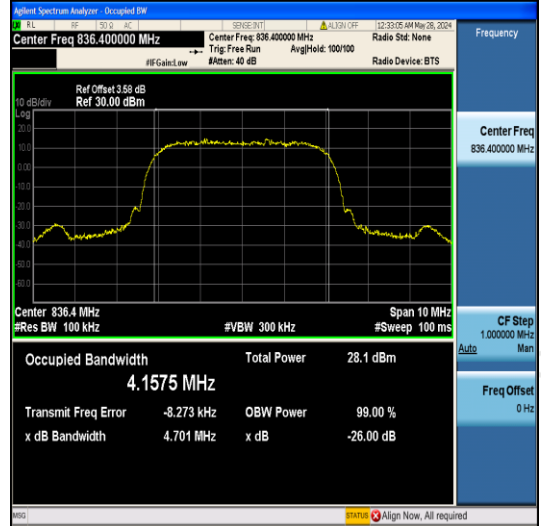 Agilent Spectrum Analyzer - Occupied BW
RL RF 50 Ω AC SENSE:INT ALIGN OFF 12:33:05 AM May 28, 2024
Center Freq 836.400000 MHz
Center Freq: 836.400000 MHz Radio Std: None
Trig: Free Run Avg|Hold: 100/100
#IFGain:Low #Atten: 40 dB Radio Device: BTS
Frequency
Ref Offset 3.58 dB
10 dB/div Ref 30.00 dBm
Log
20.0
10.0
0.00
-10.0
-20.0
-30.0
-40.0
-50.0
-60.0
Center 836.4 MHz Span 10 MHz
#Res BW 100 kHz #VBW 300 kHz #Sweep 100 ms
Occupied Bandwidth Total Power 28.1 dBm
4.1575 MHz
Transmit Freq Error -8.273 kHz OBW Power 99.00 %
x dB Bandwidth 4.701 MHz x dB -26.00 dB
Center Freq
836.400000 MHz
CF Step
1.000000 MHz
Auto Man
Freq Offset
0 Hz
MSG STATUS Align Now, All required